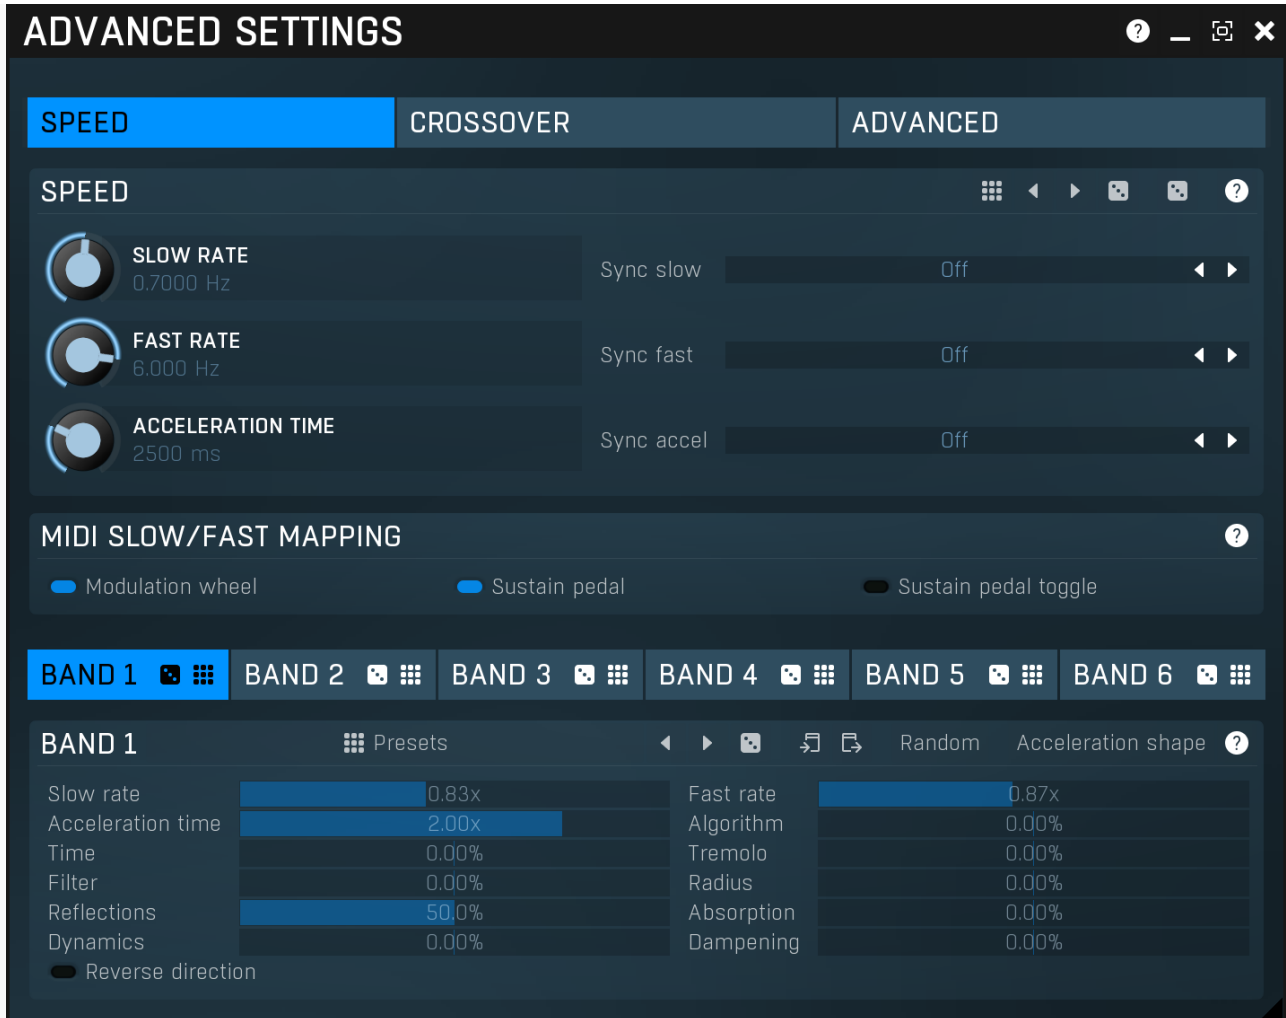 ADVANCED SETTINGS ?
SPEED CROSSOVER ADVANCED
SPEED ?
SLOW RATE
0.7000 Hz
Sync slow Off
FAST RATE
6.000 Hz
Sync fast Off
ACCELERATION TIME
2500 ms
Sync accel Off
MIDI SLOW/FAST MAPPING ?
Modulation wheel Sustain pedal Sustain pedal toggle
BAND 1 BAND 2 BAND 3 BAND 4 BAND 5 BAND 6
BAND 1 Presets Random Acceleration shape ?
Slow rate 0.83x Fast rate 0.87x
Acceleration time 2.00x Algorithm 0.00%
Time 0.00% Tremolo 0.00%
Filter 0.00% Radius 0.00%
Reflections 50.0% Absorption 0.00%
Dynamics 0.00% Dampening 0.00%
Reverse direction